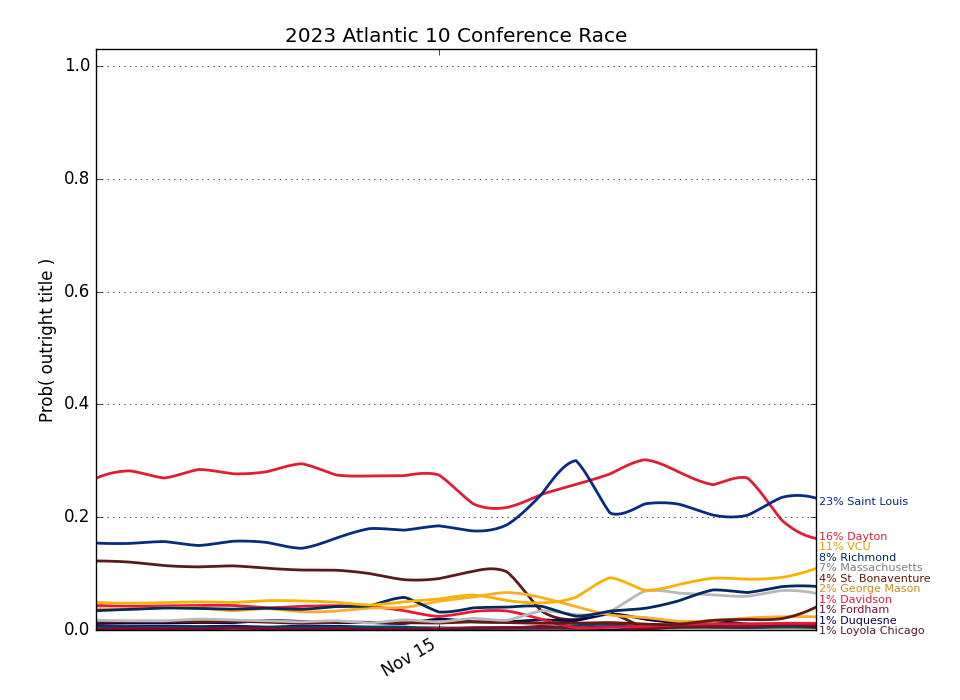 2023 Atlantic 10 Conference Race
Prob( outright title )
1.0
0.8
0.6
0.4
0.2
0.0
Nov 15
23% Saint Louis
16% Dayton
11% VCU
8% Richmond
7% Massachusetts
4% St. Bonaventure
2% George Mason
1% Davidson
1% Fordham
1% Duquesne
1% Loyola Chicago